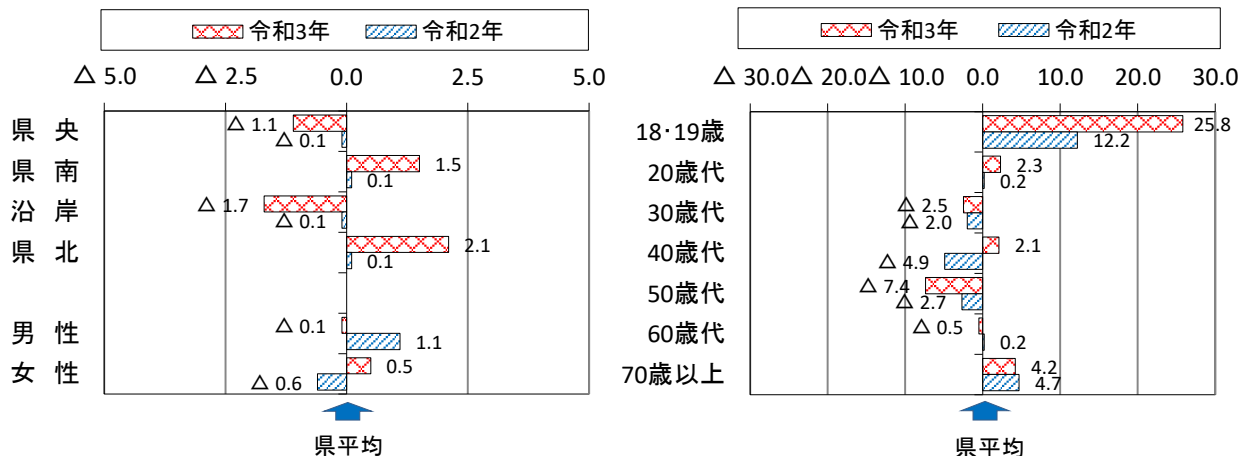 令和3年 令和2年
△ 5.0 △ 2.5 0.0 2.5 5.0
県 央 △ 1.1
△ 0.1
県 南 1.5
0.1
沿 岸 △ 1.7
△ 0.1
県 北 2.1
0.1
男 性 △ 0.1
1.1
女 性 0.5
△ 0.6
県平均
令和3年 令和2年
△ 30.0 △ 20.0 △ 10.0 0.0 10.0 20.0 30.0
18･19歳 25.8
12.2
20歳代 2.3
0.2
30歳代 △ 2.5
△ 2.0
40歳代 2.1
△ 4.9
50歳代 △ 7.4
△ 2.7
60歳代 △ 0.5
0.2
70歳以上 4.2
4.7
県平均